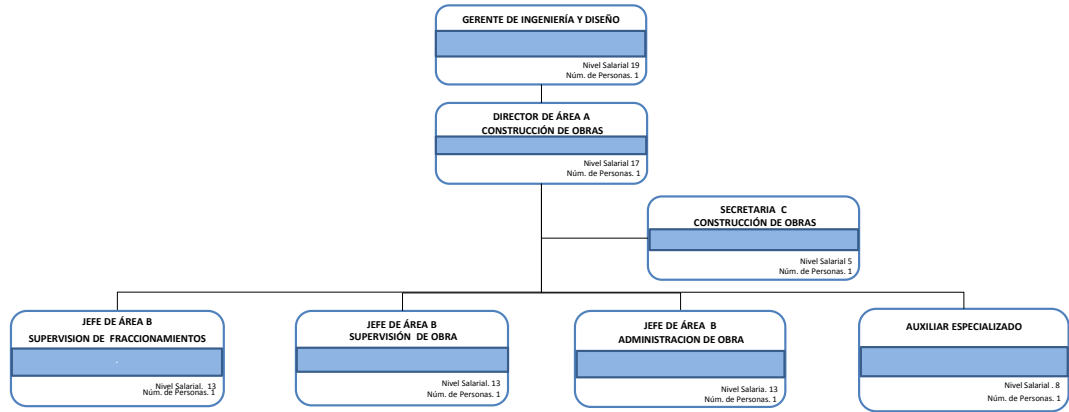 GERENTE DE INGENIERÍA Y DISEÑO
Nivel Salarial 19
Núm. de Personas. 1
DIRECTOR DE ÁREA A
CONSTRUCCIÓN DE OBRAS
Nivel Salarial 17
Núm. de Personas. 1
SECRETARIA C
CONSTRUCCIÓN DE OBRAS
Nivel Salarial 5
Núm. de Personas. 1
JEFE DE ÁREA B
SUPERVISION DE FRACCIONAMIENTOS
.
Nivel Salarial. 13
Núm. de Personas. 1
JEFE DE ÁREA B
SUPERVISIÓN DE OBRA
Nivel Salarial. 13
Núm. de Personas. 1
JEFE DE ÁREA B
ADMINISTRACION DE OBRA
Nivel Salaria. 13
Núm. de Personas. 1
AUXILIAR ESPECIALIZADO
Nivel Salarial . 8
Núm. de Personas. 1